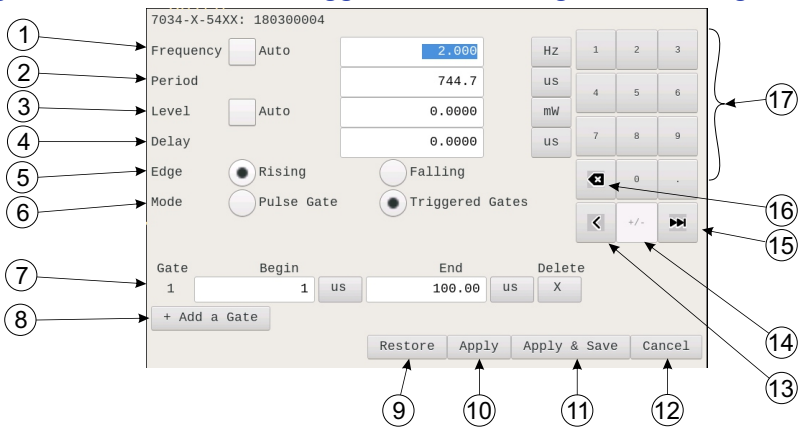 7034-X-54XX: 180300004
1 Frequency Auto 2.000 Hz 1 2 3
2 Period 744.7 us 4 5 6 17
3 Level Auto 0.0000 mW
4 Delay 0.0000 us 7 8 9
5 Edge Rising Falling 0 .
6 Mode Pulse Gate Triggered Gates 16
+/- 15
Gate Begin End Delete
7 1 1 us 100.00 us X
8 + Add a Gate 14
Restore Apply Apply & Save Cancel
13
9 10 11 12